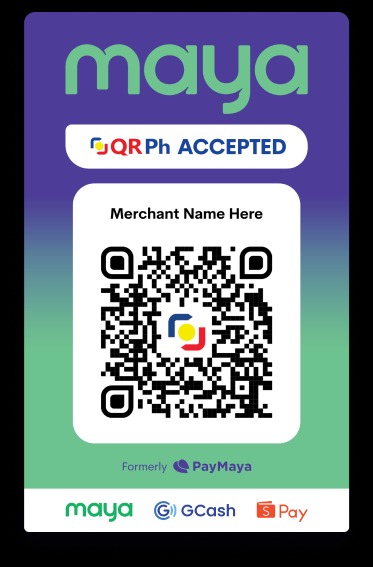 maya
QR Ph ACCEPTED
Merchant Name Here
Formerly PayMaya
maya GCash S Pay